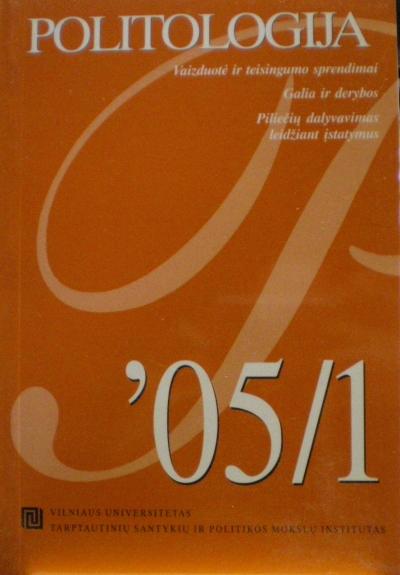 POLITOLOGIJA
Vaizduotė ir teisingumo sprendimai
Galia ir derybos
Piliečių dalyvavimas
leidžiant įstatymus
’05/1
VILNIAUS UNIVERSITETAS
TARPTAUTINIŲ SANTYKIŲ IR POLITIKOS MOKSLŲ INSTITUTAS